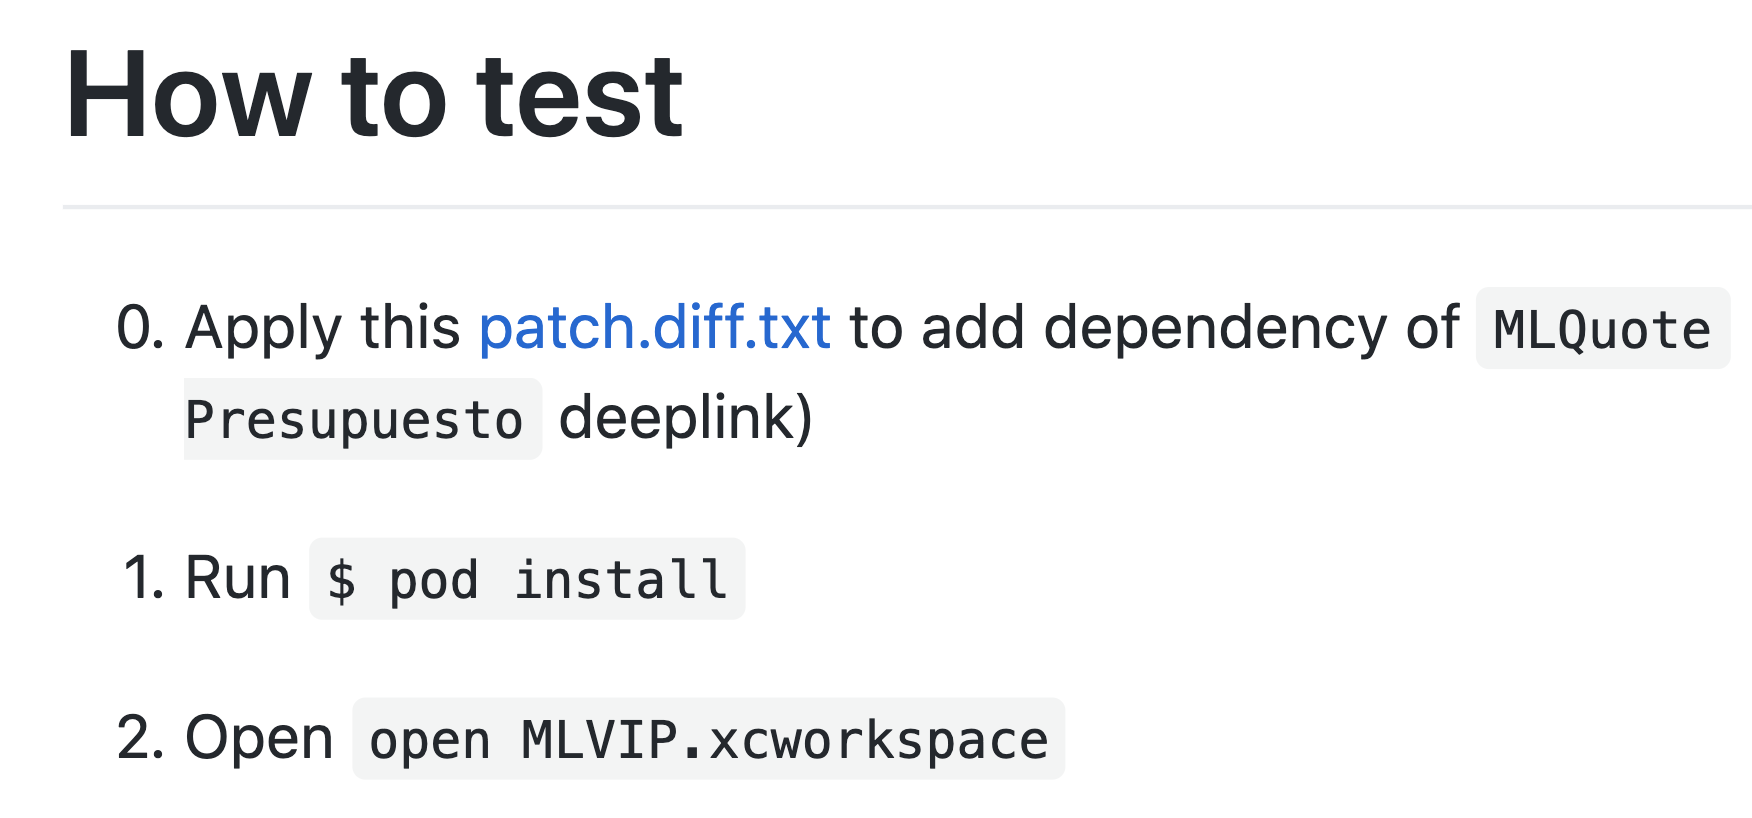 How to test
0. Apply this patch.diff.txt to add dependency of MLQuote
Presupuesto deeplink)
1. Run $ pod install
2. Open open MLVIP.xcworkspace